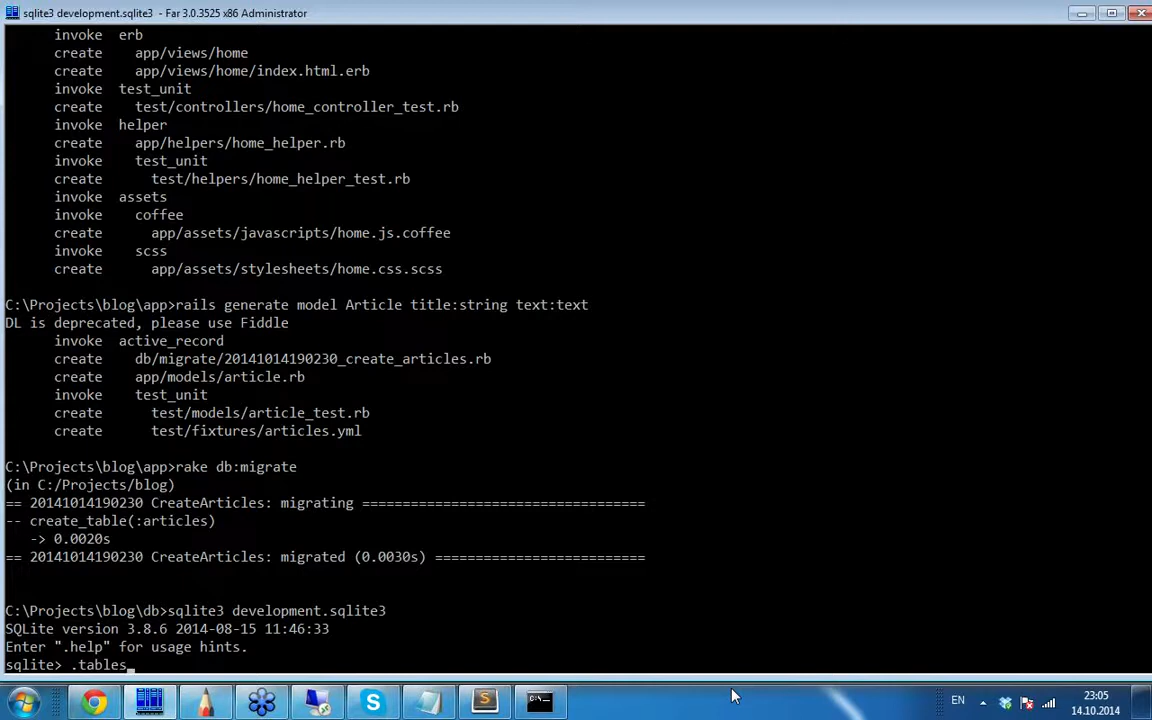 sqlite3 development.sqlite3 - Far 3.0.3525 x86 Administrator
invoke erb
create app/views/home
create app/views/home/index.html.erb
invoke test_unit
create test/controllers/home_controller_test.rb
invoke helper
create app/helpers/home_helper.rb
invoke test_unit
create test/helpers/home_helper_test.rb
invoke assets
invoke coffee
create app/assets/javascripts/home.js.coffee
invoke scss
create app/assets/stylesheets/home.css.scss
C:\Projects\blog\app>rails generate model Article title:string text:text
DL is deprecated, please use Fiddle
invoke active_record
create db/migrate/20141014190230_create_articles.rb
create app/models/article.rb
invoke test_unit
create test/models/article_test.rb
create test/fixtures/articles.yml
C:\Projects\blog\app>rake db:migrate
(in C:/Projects/blog)
== 20141014190230 CreateArticles: migrating ===================================
-- create_table(:articles)
-> 0.0020s
== 20141014190230 CreateArticles: migrated (0.0030s) ==========================
C:\Projects\blog\db>sqlite3 development.sqlite3
SQLite version 3.8.6 2014-08-15 11:46:33
Enter ".help" for usage hints.
sqlite> .tables_
EN
23:05
14.10.2014